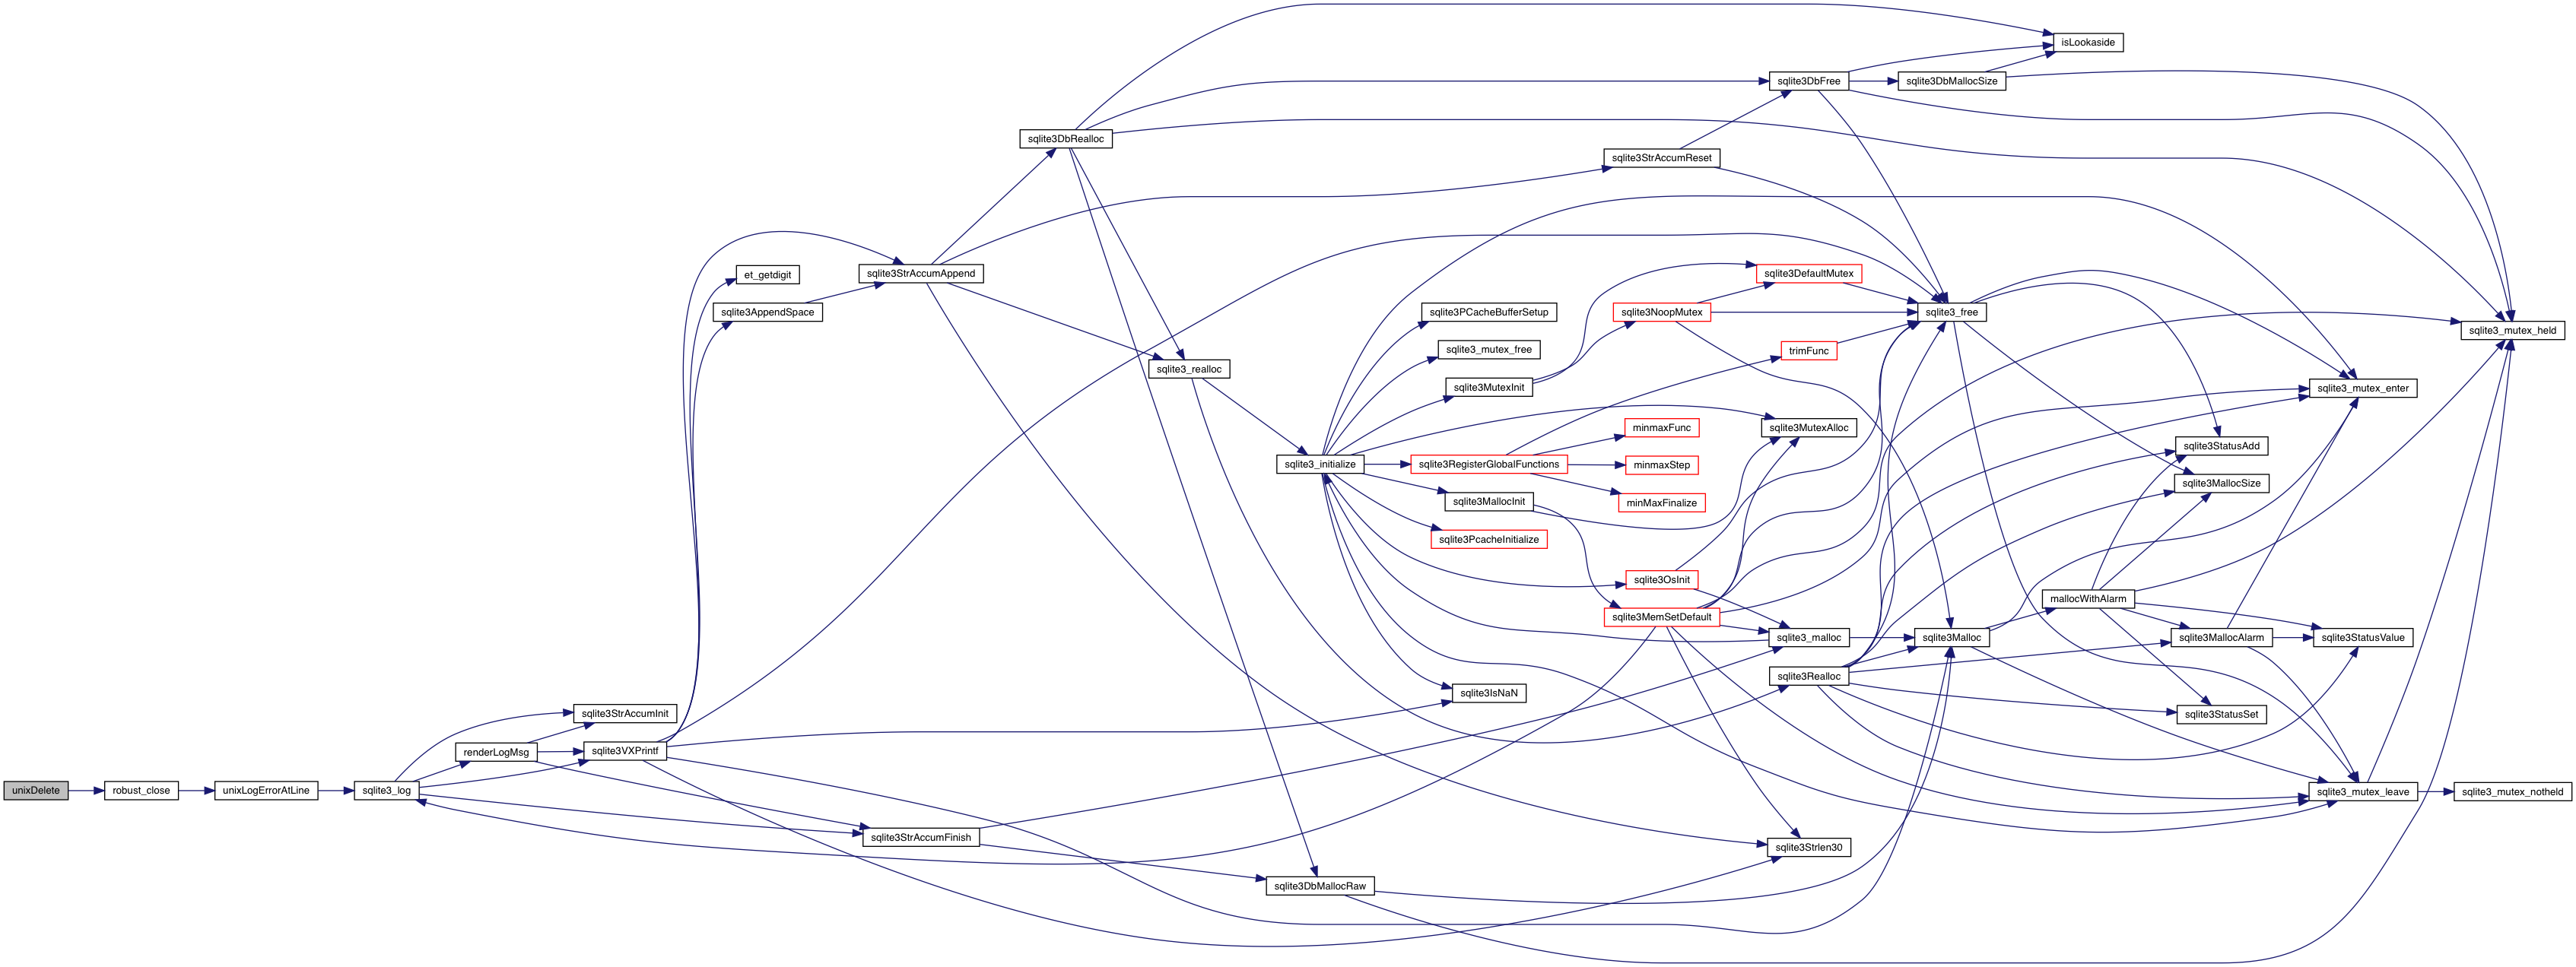 isLookaside
sqlite3DbFree
sqlite3DbMallocSize
sqlite3DbRealloc
sqlite3StrAccumReset
sqlite3StrAccumAppend
et_getdigit
sqlite3DefaultMutex
sqlite3AppendSpace
sqlite3PCacheBufferSetup
sqlite3NoopMutex
sqlite3_free
sqlite3_mutex_held
sqlite3_mutex_free
trimFunc
sqlite3_realloc
sqlite3MutexInit
sqlite3_mutex_enter
minmaxFunc
sqlite3MutexAlloc
sqlite3StatusAdd
sqlite3_initialize
sqlite3RegisterGlobalFunctions
minmaxStep
sqlite3MallocSize
sqlite3MallocInit
minMaxFinalize
sqlite3PcacheInitialize
sqlite3OsInit
mallocWithAlarm
sqlite3MemSetDefault
sqlite3_malloc
sqlite3Malloc
sqlite3MallocAlarm
sqlite3StatusValue
sqlite3Realloc
sqlite3IsNaN
sqlite3StrAccumInit
sqlite3StatusSet
renderLogMsg
sqlite3VXPrintf
unixDelete
robust_close
unixLogErrorAtLine
sqlite3_log
sqlite3_mutex_leave
sqlite3_mutex_notheld
sqlite3StrAccumFinish
sqlite3Strlen30
sqlite3DbMallocRaw